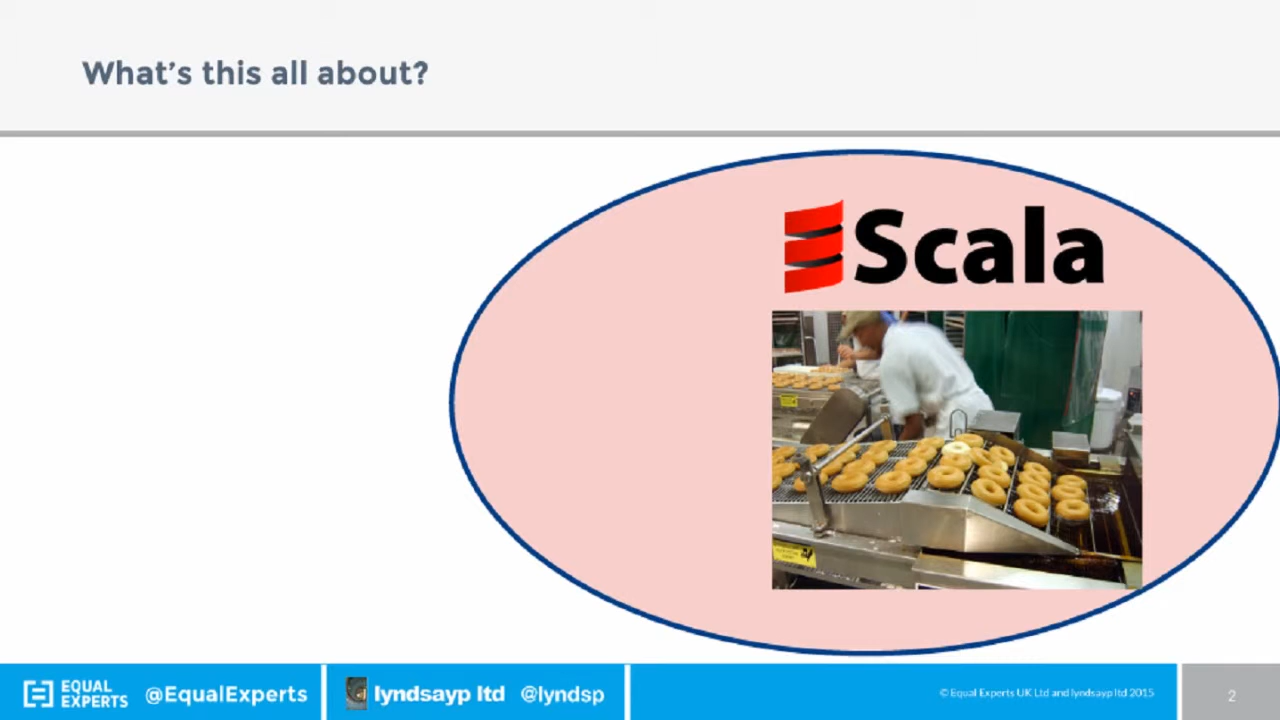 What's this all about?
Scala
EQUAL
EXPERTS
@EqualExperts
lyndsayp ltd @lyndsp
© Equal Experts UK Ltd and lyndsayp ltd 2015
2